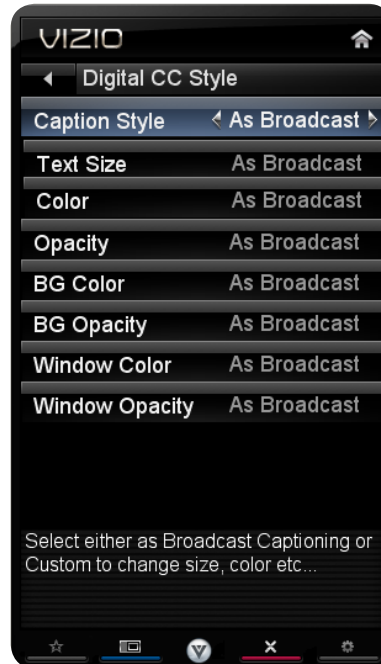 VIZIO
Digital CC Style
Caption Style As Broadcast
Text Size As Broadcast
Color As Broadcast
Opacity As Broadcast
BG Color As Broadcast
BG Opacity As Broadcast
Window Color As Broadcast
Window Opacity As Broadcast
Select either as Broadcast Captioning or
Custom to change size, color etc...
V